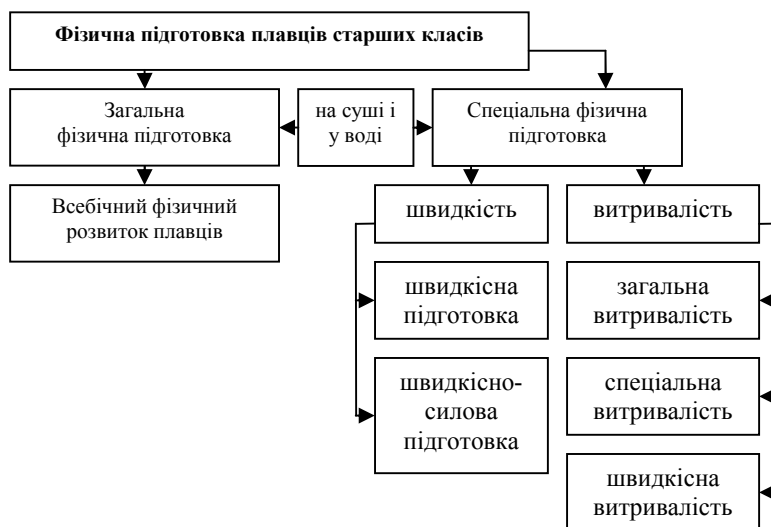 Фізична підготовка плавців старших класів
Загальна
фізична підготовка
на суші і
у воді
Спеціальна фізична
підготовка
Всебічний фізичний
розвиток плавців
швидкість
витривалість
швидкісна
підготовка
загальна
витривалість
швидкісно-
силова
підготовка
спеціальна
витривалість
швидкісна
витривалість